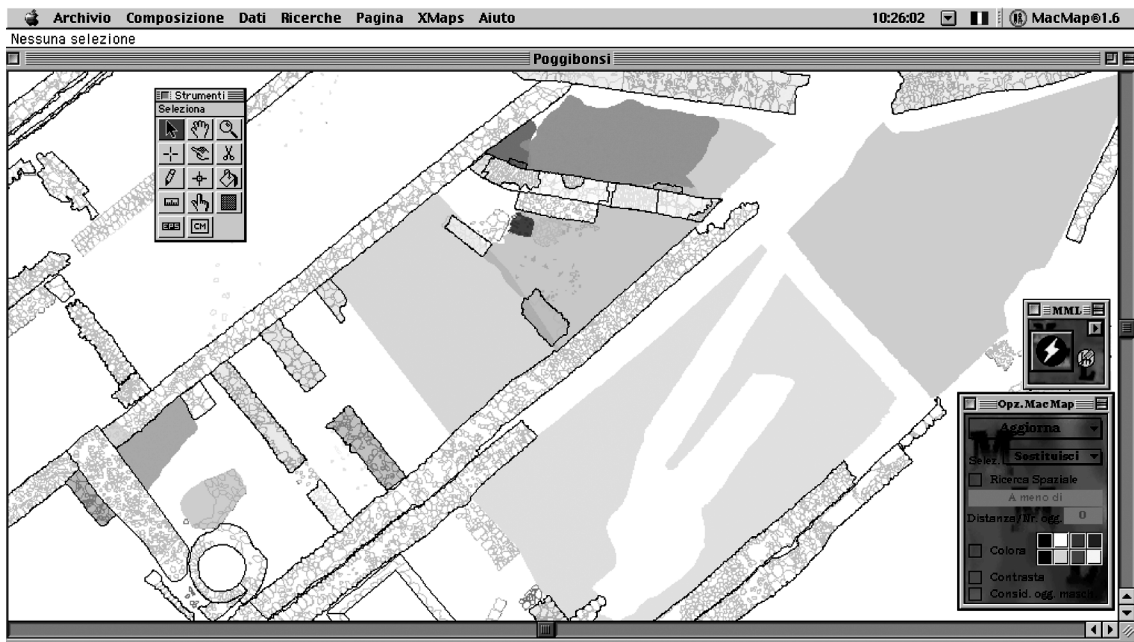 Archivio Composizione Dati Ricerche Pagina XMaps Aiuto 10:26:02 MacMap®1.6
Nessuna selezione
Poggibonsi
Strumenti
Seleziona
EPS CM
MML
Opz.MacMap
Aggiorna
Selez. Sostituisci
Ricerca Spaziale
A meno di
Distanza/Nr. ogg. 0
Colora
Contrasta
Consid. ogg. masch.